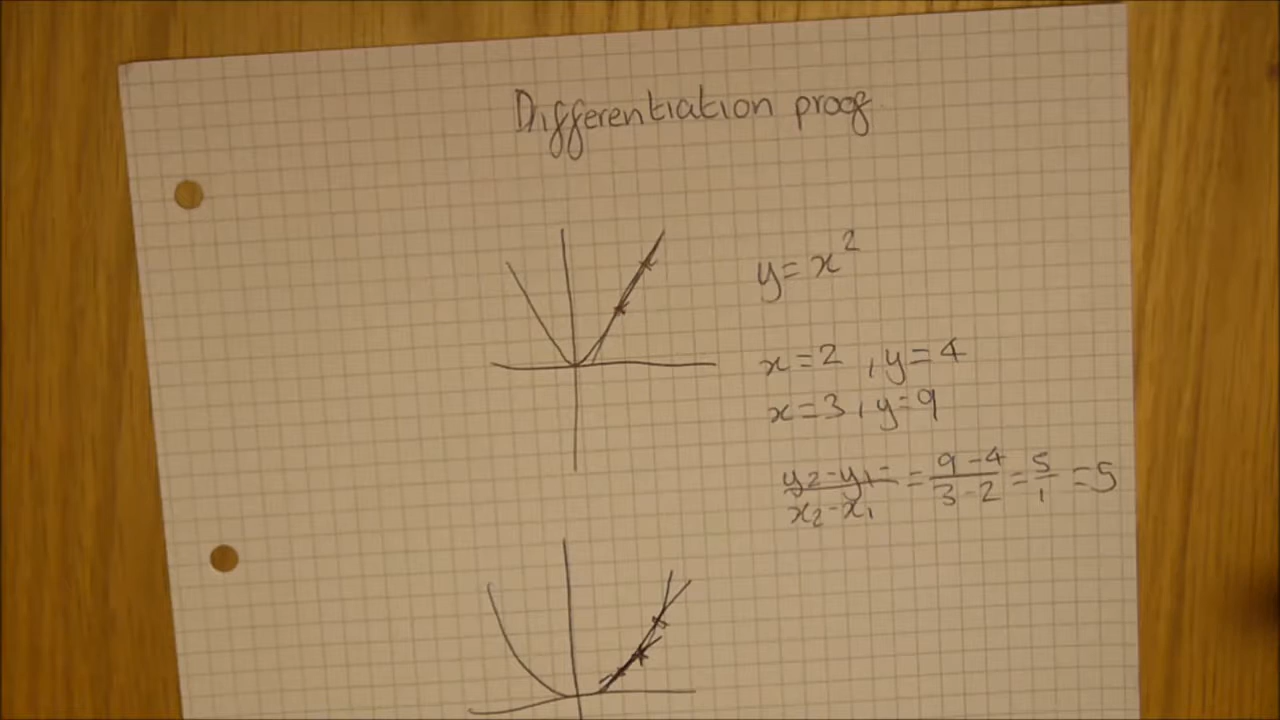 Differentiation proof
y = x²
x = 2 , y = 4
x = 3 , y = 9
y₂ - y₁ / x₂ - x₁ = 9 - 4 / 3 - 2 = 5 / 1 = 5